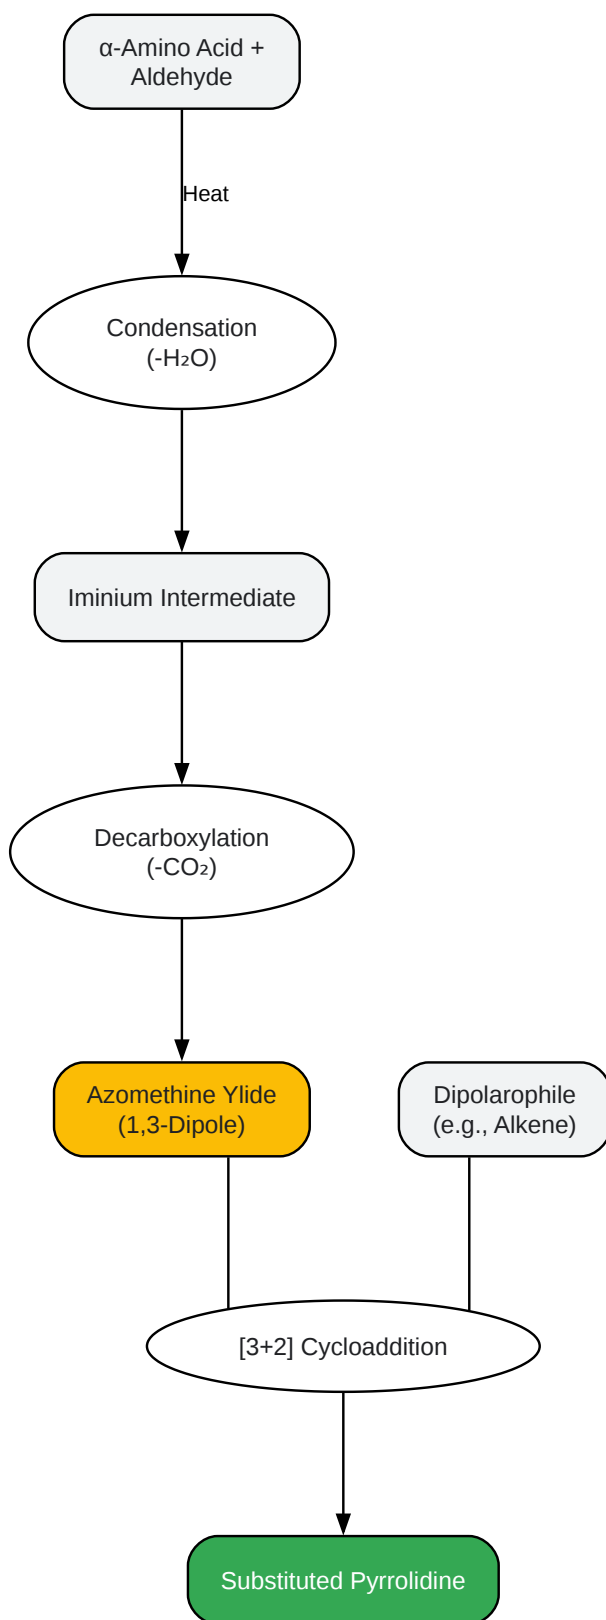 α-Amino Acid +
Aldehyde
Heat
Condensation
(-H₂O)
Iminium Intermediate
Decarboxylation
(-CO₂)
Azomethine Ylide
(1,3-Dipole)
Dipolarophile
(e.g., Alkene)
[3+2] Cycloaddition
Substituted Pyrrolidine